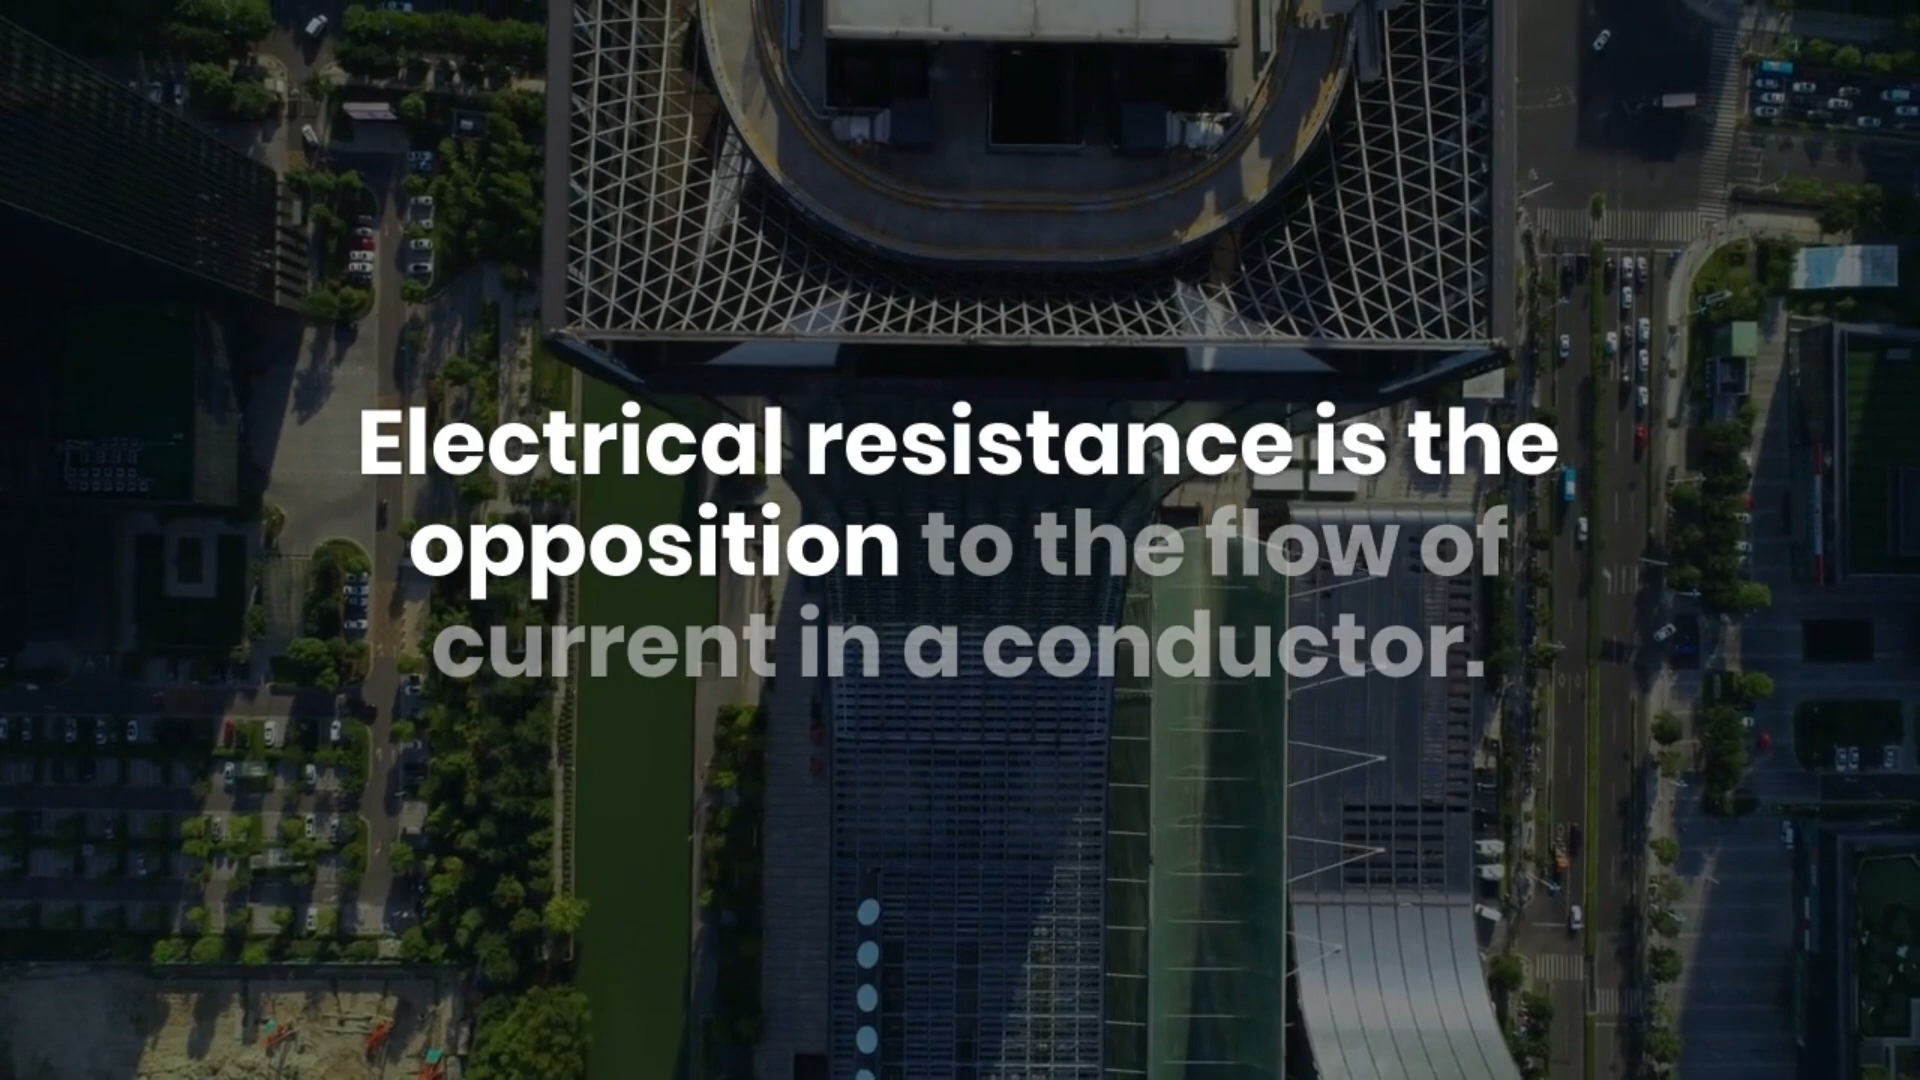 Electrical resistance is the
opposition to the flow of
current in a conductor.